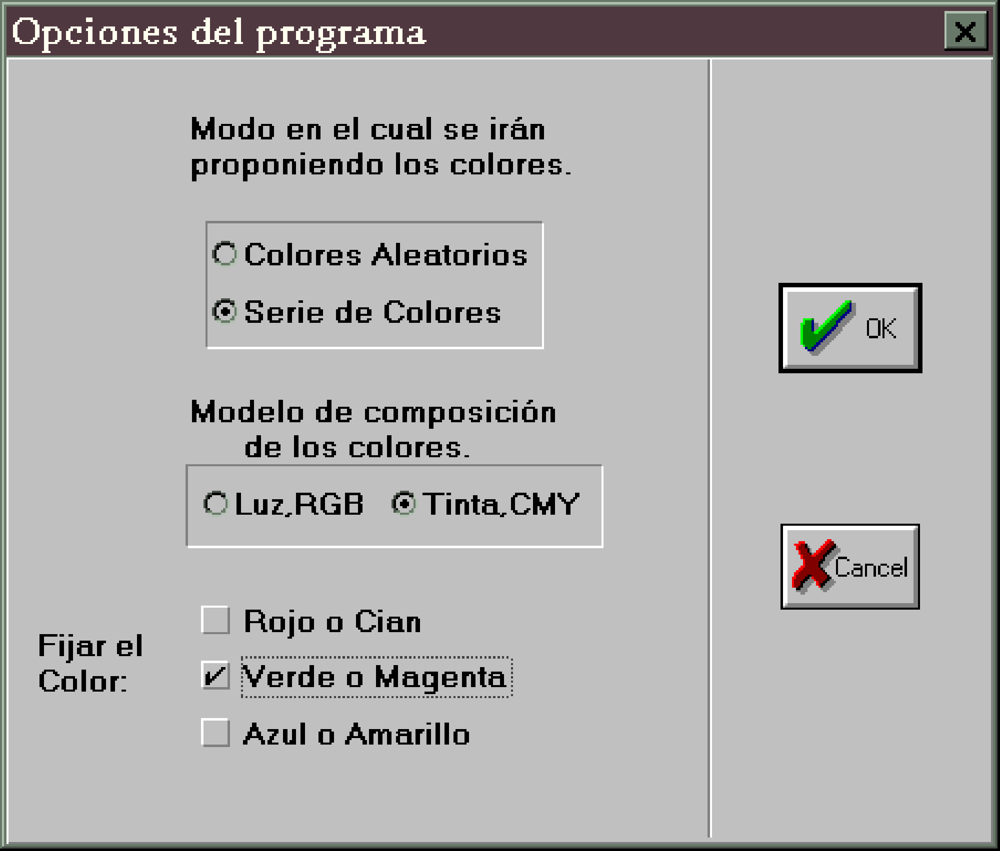 Opciones del programa
Modo en el cual se irán
proponiendo los colores.
Colores Aleatorios
Serie de Colores
Modelo de composición
de los colores.
Luz,RGB Tinta,CMY
Fijar el
Color:
Rojo o Cian
Verde o Magenta
Azul o Amarillo
OK
Cancel